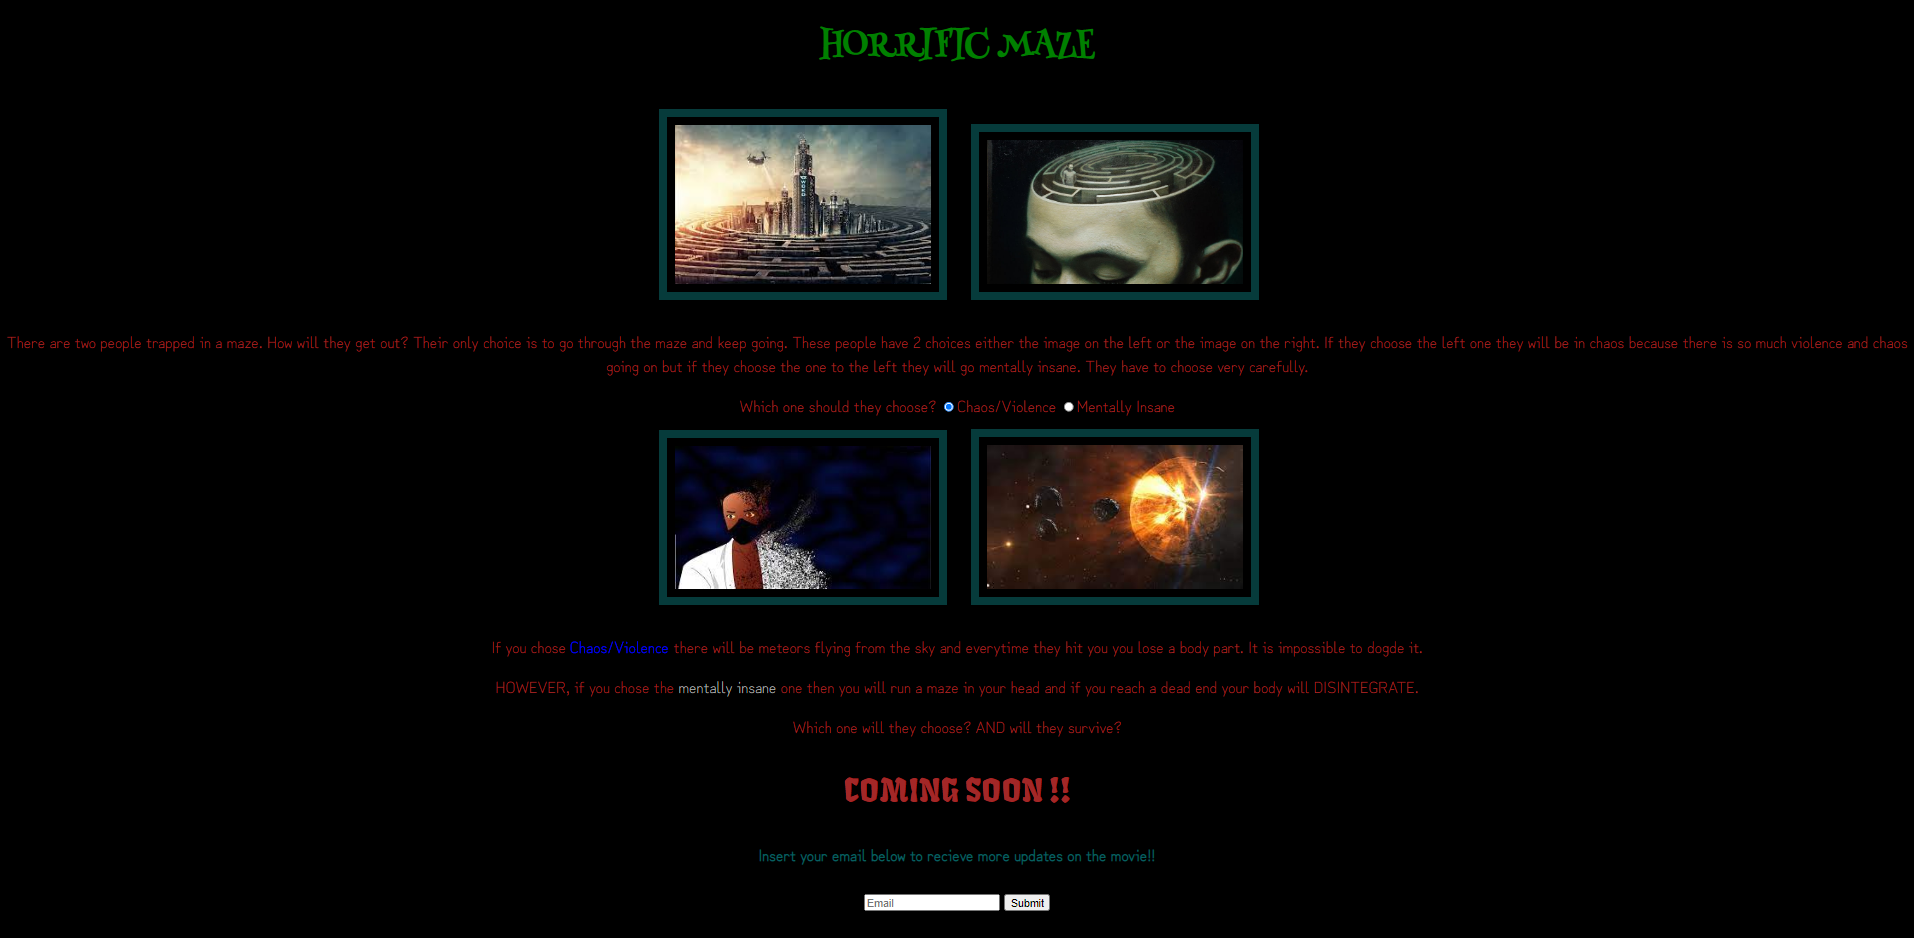 HORRIFIC MAZE
There are two people trapped in a maze. How will they get out? Their only choice is to go through the maze and keep going. These people have 2 choices either the image on the left or the image on the right. If they choose the left one they will be in chaos because there is so much violence and chaos
going on but if they choose the one to the left they will go mentally insane. They have to choose very carefully.
Which one should they choose? Chaos/Violence Mentally Insane
If you chose Chaos/Violence there will be meteors flying from the sky and everytime they hit you you lose a body part. It is impossible to dogde it.
HOWEVER, if you chose the mentally insane one then you will run a maze in your head and if you reach a dead end your body will DISINTEGRATE.
Which one will they choose? AND will they survive?
COMING SOON !!
Insert your email below to recieve more updates on the movie!!
Email Submit